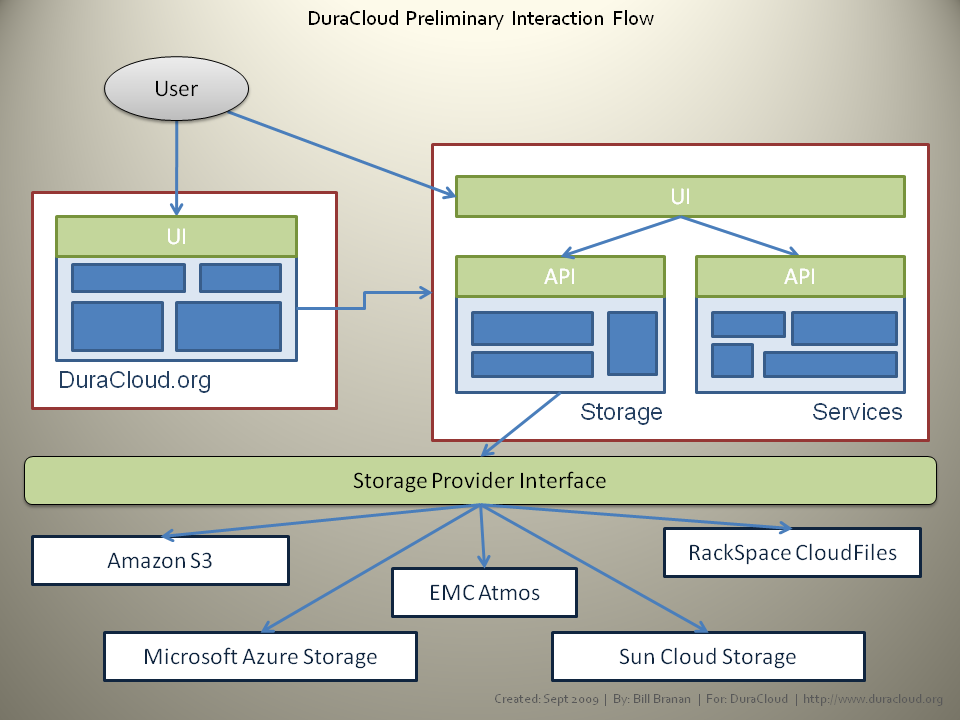 DuraCloud Preliminary Interaction Flow
User
UI
UI
API
API
DuraCloud.org
Storage
Services
Storage Provider Interface
Amazon S3
RackSpace CloudFiles
EMC Atmos
Microsoft Azure Storage
Sun Cloud Storage
Created: Sept 2009 | By: Bill Branan | For: DuraCloud | http://www.duracloud.org